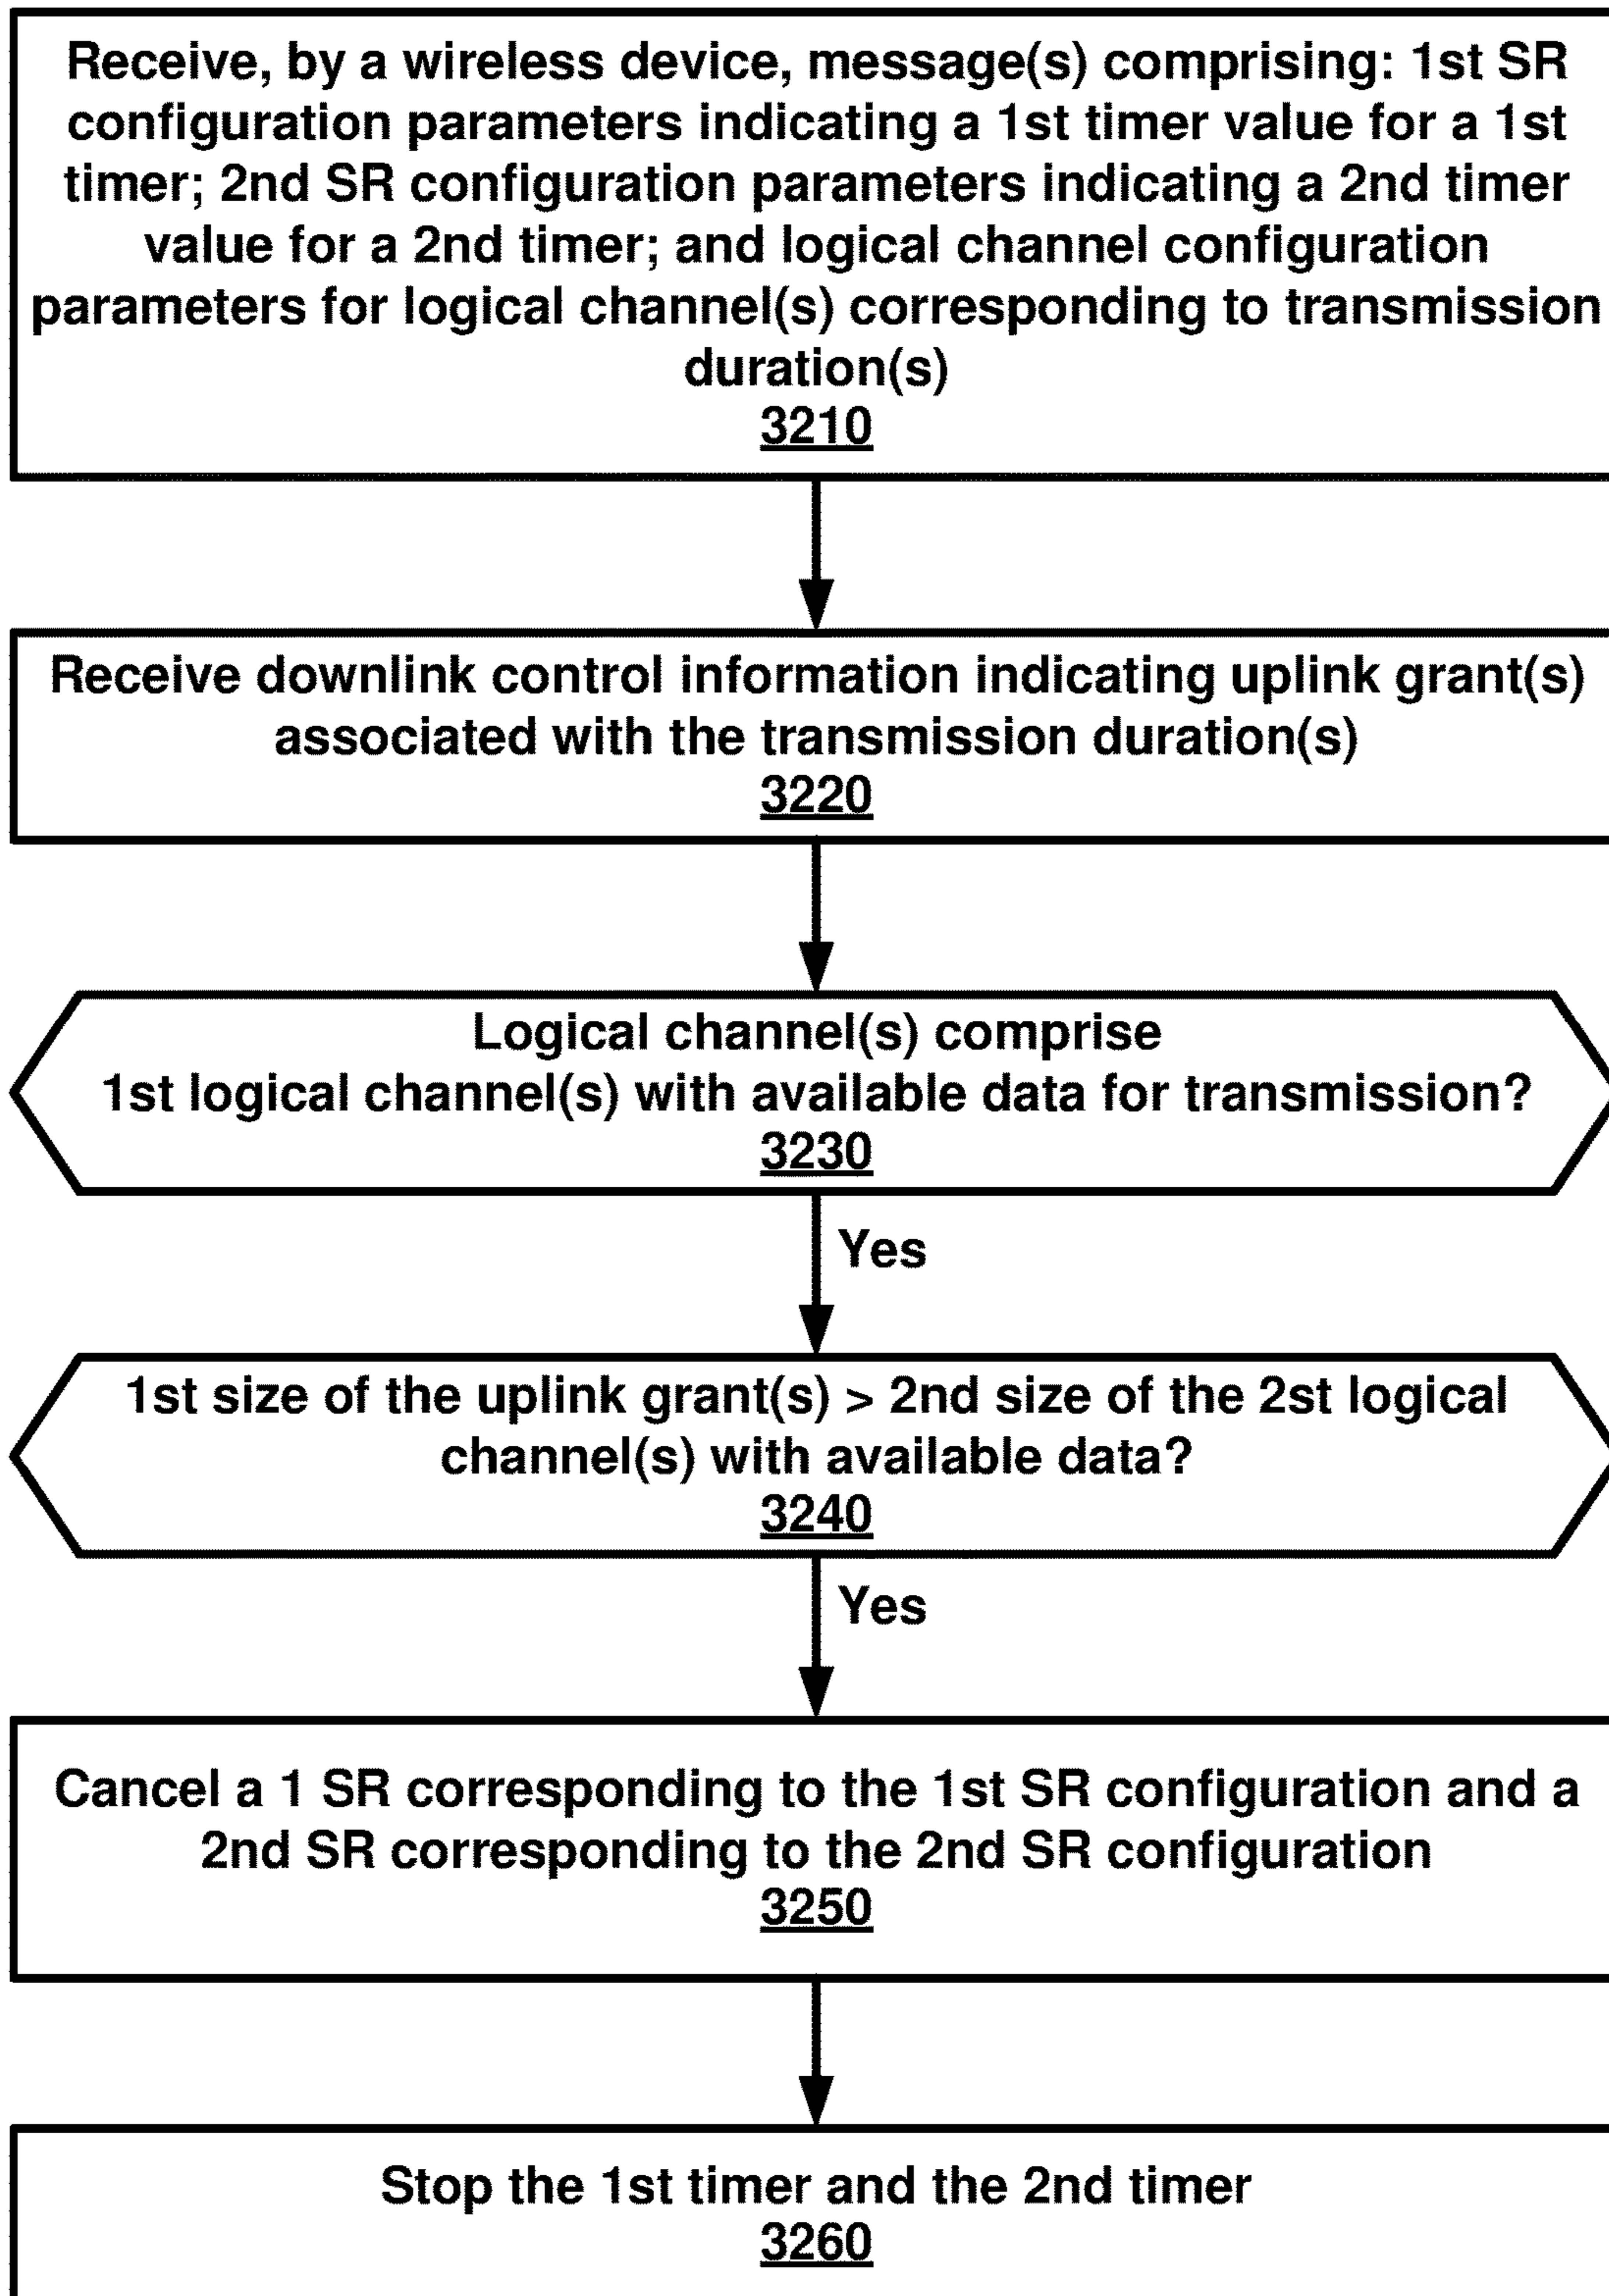 Receive, by a wireless device, message(s) comprising: 1st SR
configuration parameters indicating a 1st timer value for a 1st
timer; 2nd SR configuration parameters indicating a 2nd timer
value for a 2nd timer; and logical channel configuration
parameters for logical channel(s) corresponding to transmission
duration(s)
3210
Receive downlink control information indicating uplink grant(s)
associated with the transmission duration(s)
3220
Logical channel(s) comprise
1st logical channel(s) with available data for transmission?
3230
Yes
1st size of the uplink grant(s) > 2nd size of the 2st logical
channel(s) with available data?
3240
Yes
Cancel a 1 SR corresponding to the 1st SR configuration and a
2nd SR corresponding to the 2nd SR configuration
3250
Stop the 1st timer and the 2nd timer
3260